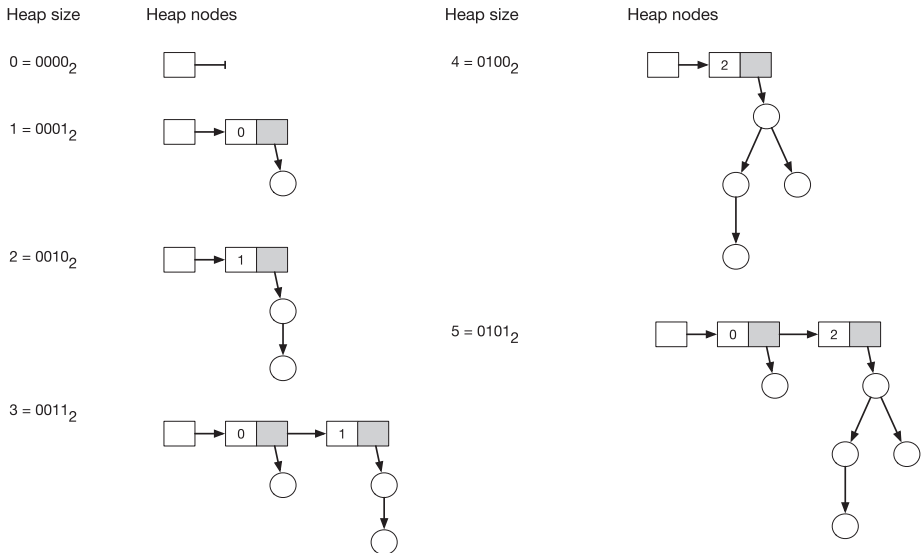 Heap size
Heap nodes
0 = 0000₂
1 = 0001₂
0
2 = 0010₂
1
3 = 0011₂
0
1
Heap size
Heap nodes
4 = 0100₂
2
5 = 0101₂
0
2